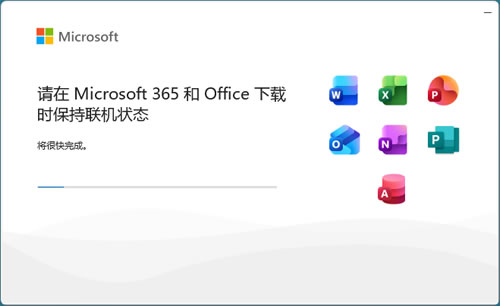 Microsoft
请在 Microsoft 365 和 Office 下载
时保持联机状态
将很快完成。
W X P
O N P
A